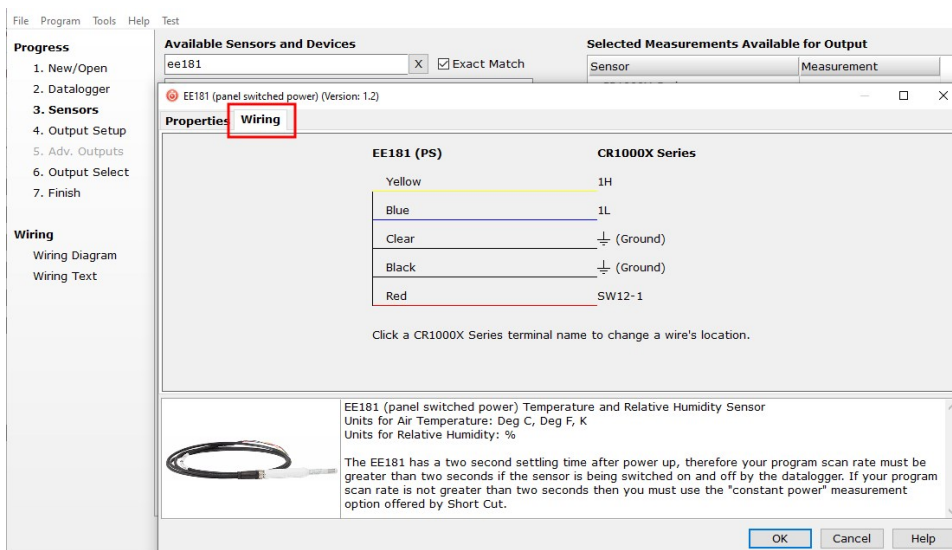 File Program Tools Help Test
Progress
1. New/Open
2. Datalogger
3. Sensors
4. Output Setup
5. Adv. Outputs
6. Output Select
7. Finish
Wiring
Wiring Diagram
Wiring Text
Available Sensors and Devices
ee181 X Exact Match
Selected Measurements Available for Output
Sensor Measurement
EE181 (panel switched power) (Version: 1.2)
Properties Wiring
EE181 (PS) CR1000X Series
Yellow 1H
Blue 1L
Clear (Ground)
Black (Ground)
Red SW12-1
Click a CR1000X Series terminal name to change a wire's location.
EE181 (panel switched power) Temperature and Relative Humidity Sensor
Units for Air Temperature: Deg C, Deg F, K
Units for Relative Humidity: %
The EE181 has a two second settling time after power up, therefore your program scan rate must be
greater than two seconds if the sensor is being switched on and off by the datalogger. If your program
scan rate is not greater than two seconds then you must use the "constant power" measurement
option offered by Short Cut.
OK Cancel Help